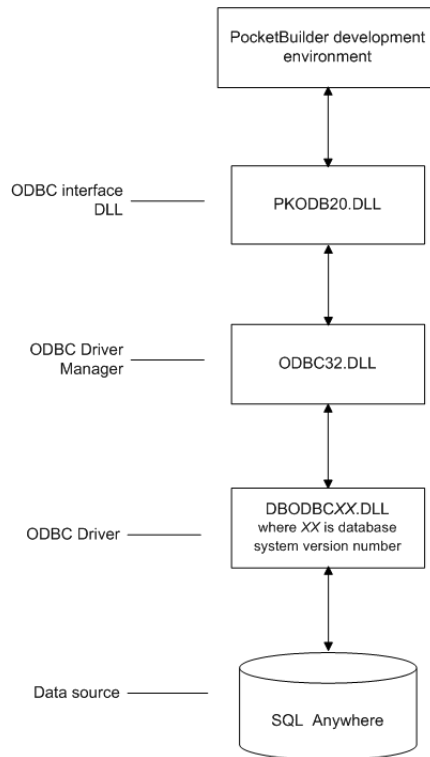 PocketBuilder development
environment
ODBC interface
DLL
PKODB20.DLL
ODBC Driver
Manager
ODBC32.DLL
DBODBCXX.DLL
where XX is database
system version number
ODBC Driver
Data source
SQL Anywhere